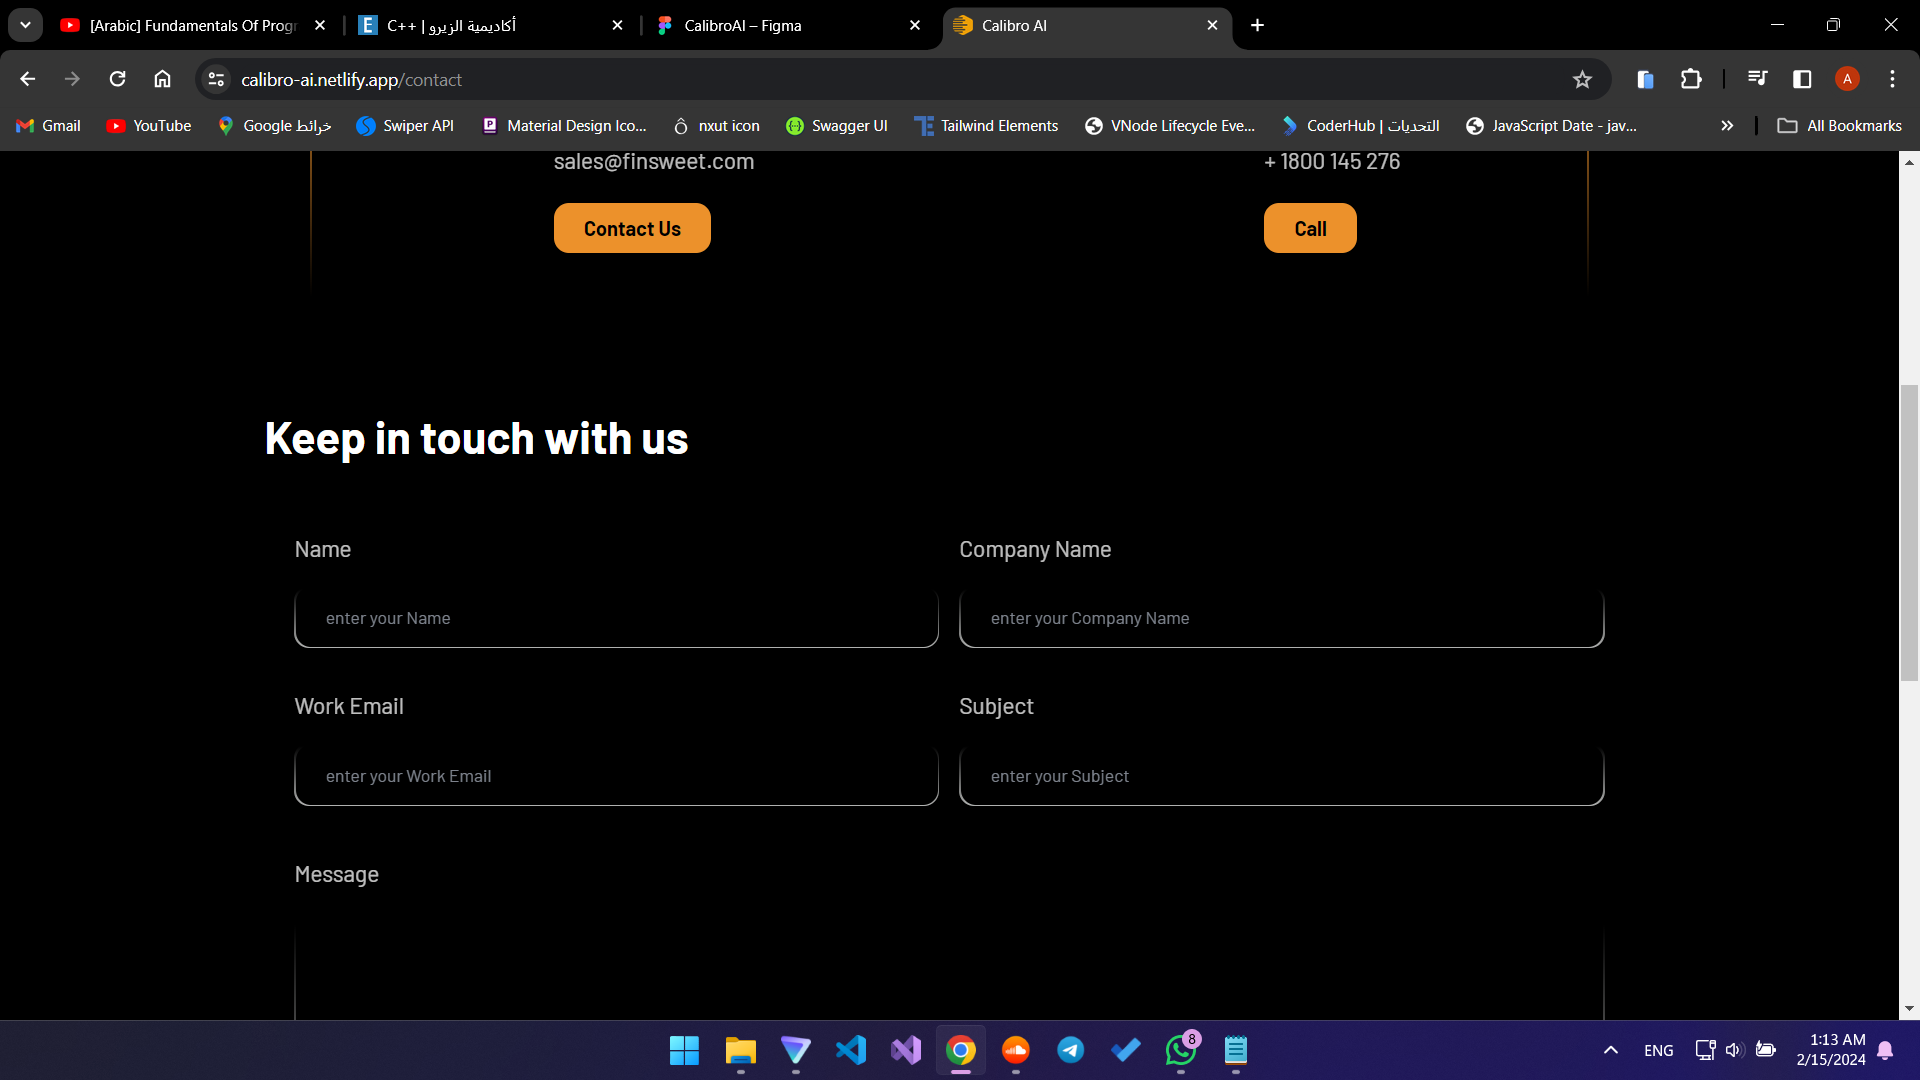 [Arabic] Fundamentals Of Progr
C++ | أكاديمية الزيرو
CalibroAI – Figma
Calibro AI
calibro-ai.netlify.app/contact
A
Gmail
YouTube
Google خرائط
Swiper API
Material Design Ico...
nxut icon
Swagger UI
Tailwind Elements
VNode Lifecycle Eve...
CoderHub | التحديات
JavaScript Date - jav...
All Bookmarks
sales@finsweet.com
+ 1800 145 276
Contact Us
Call
Keep in touch with us
Name
Company Name
enter your Name
enter your Company Name
Work Email
Subject
enter your Work Email
enter your Subject
Message
8
ENG
1:13 AM
2/15/2024